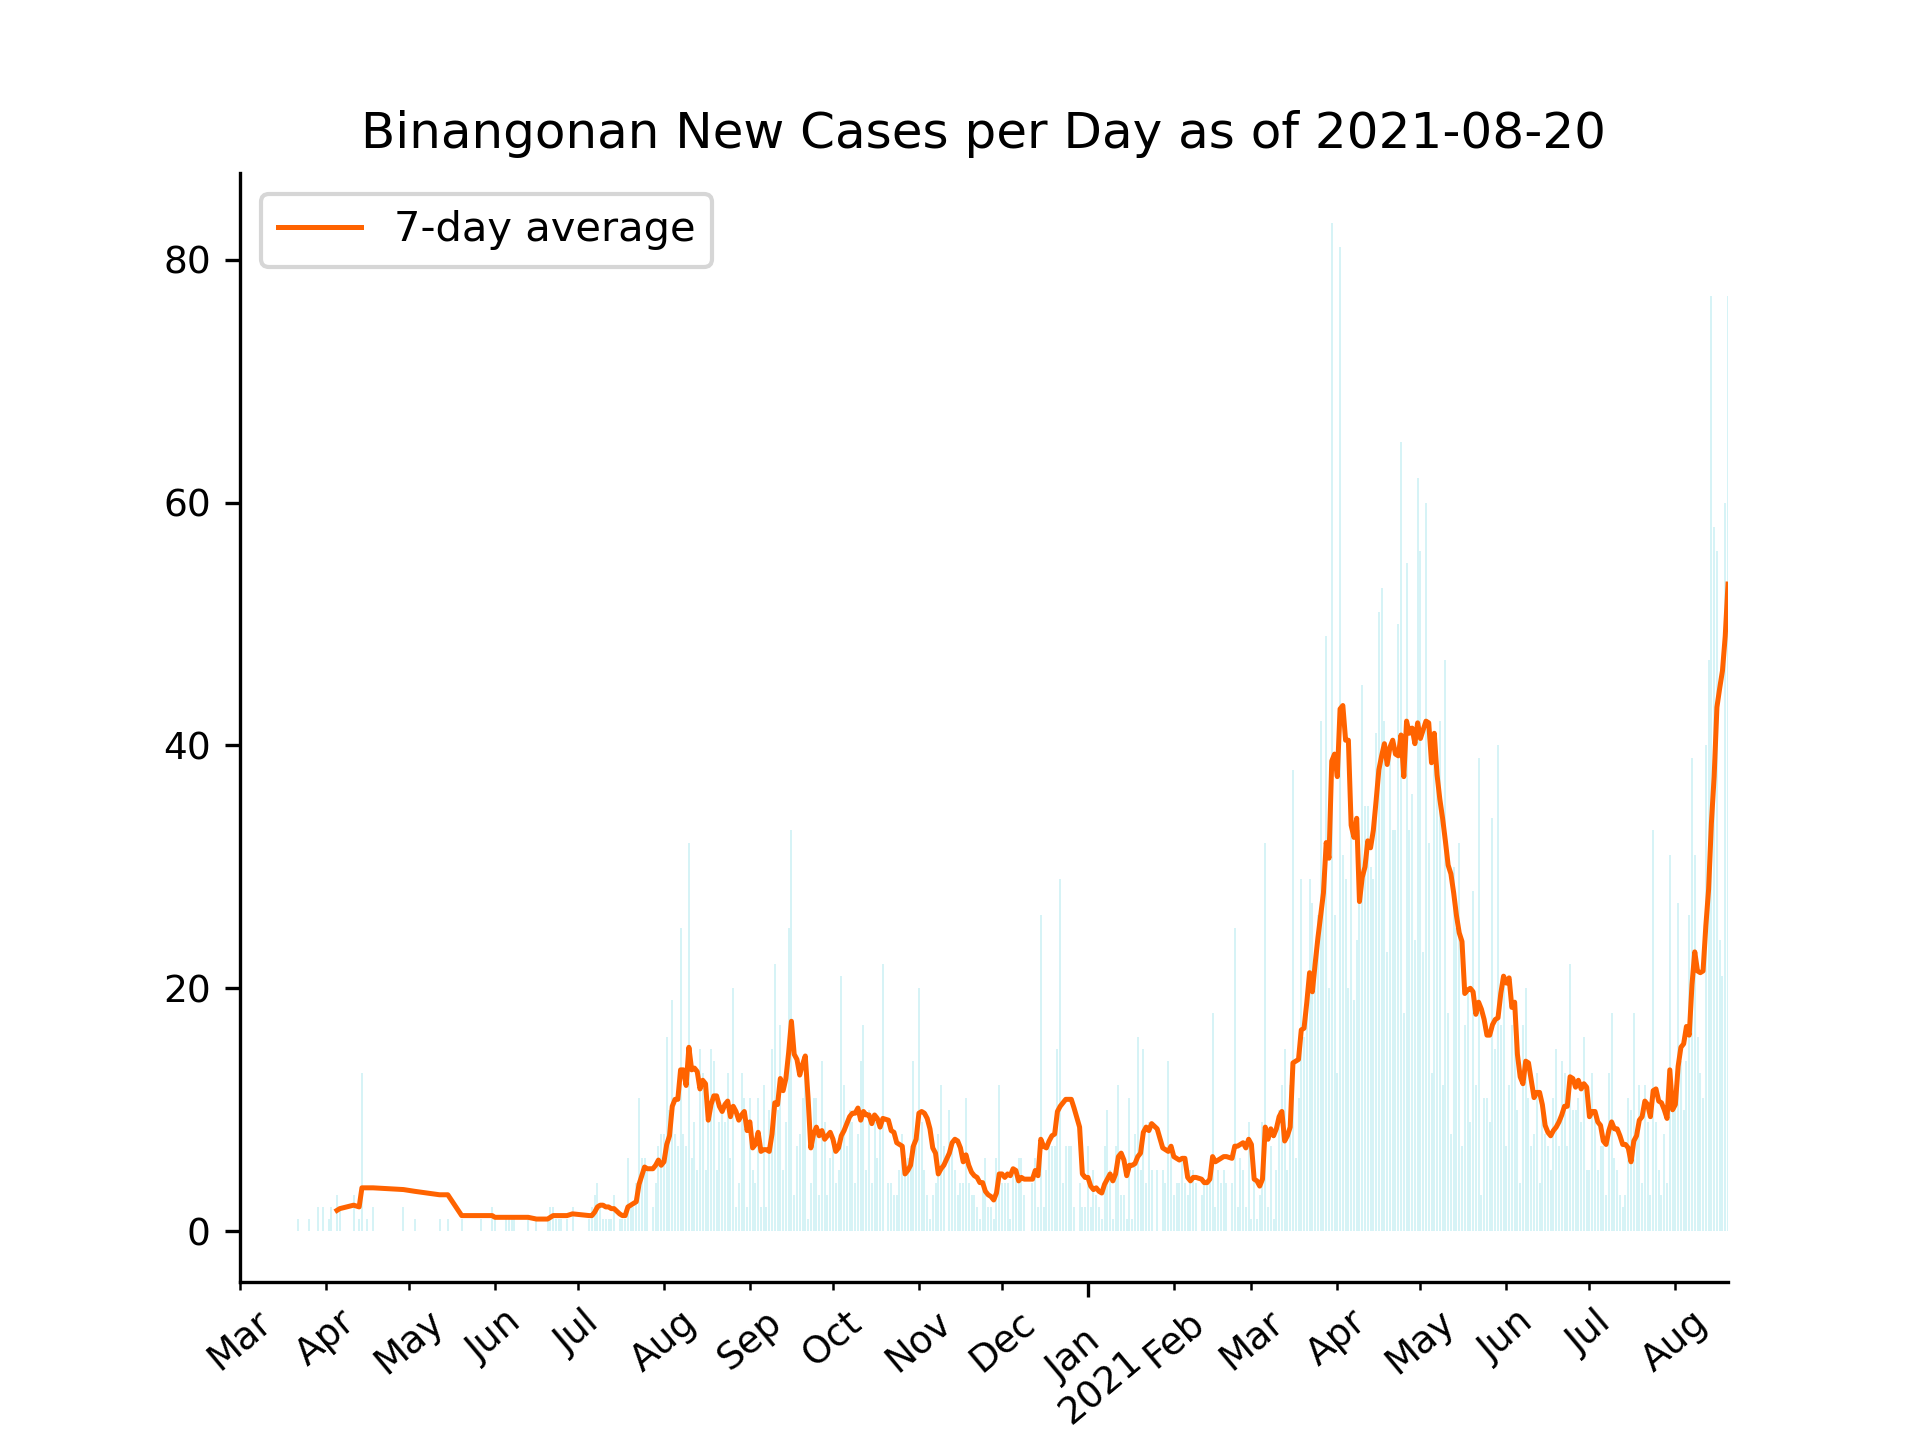 Binangonan New Cases per Day as of 2021-08-20
7-day average
80
60
40
20
0
Mar
Apr
May
Jun
Jul
Aug
Sep
Oct
Nov
Dec
Jan
2021
Feb
Mar
Apr
May
Jun
Jul
Aug